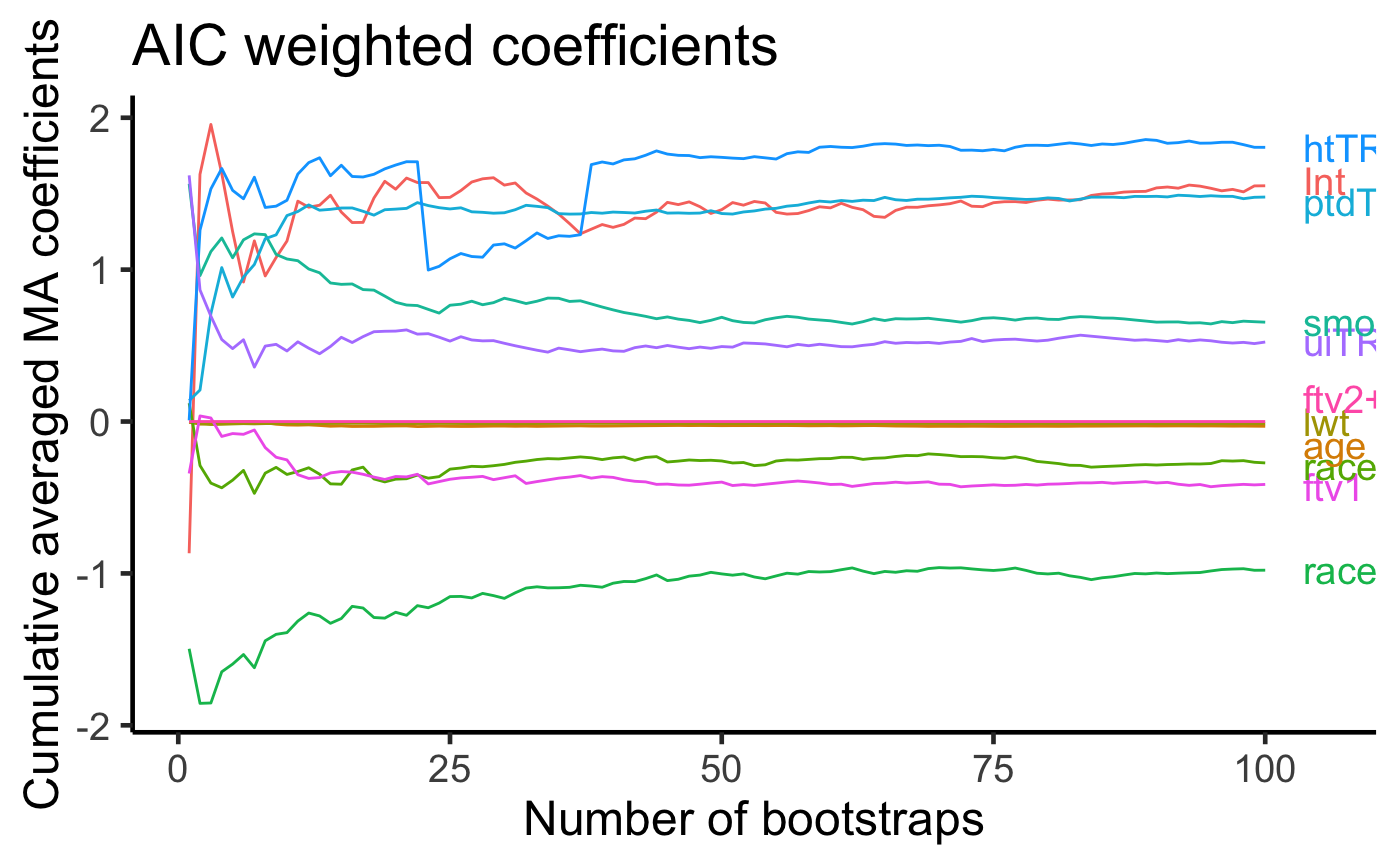 AIC weighted coefficients
Cumulative averaged MA coefficients
2
1
0
-1
-2
htTR
Int
ptdT
smo
uiTR
ftv2+
lwt
age
race
ftv1
race
0
25
50
75
100
Number of bootstraps